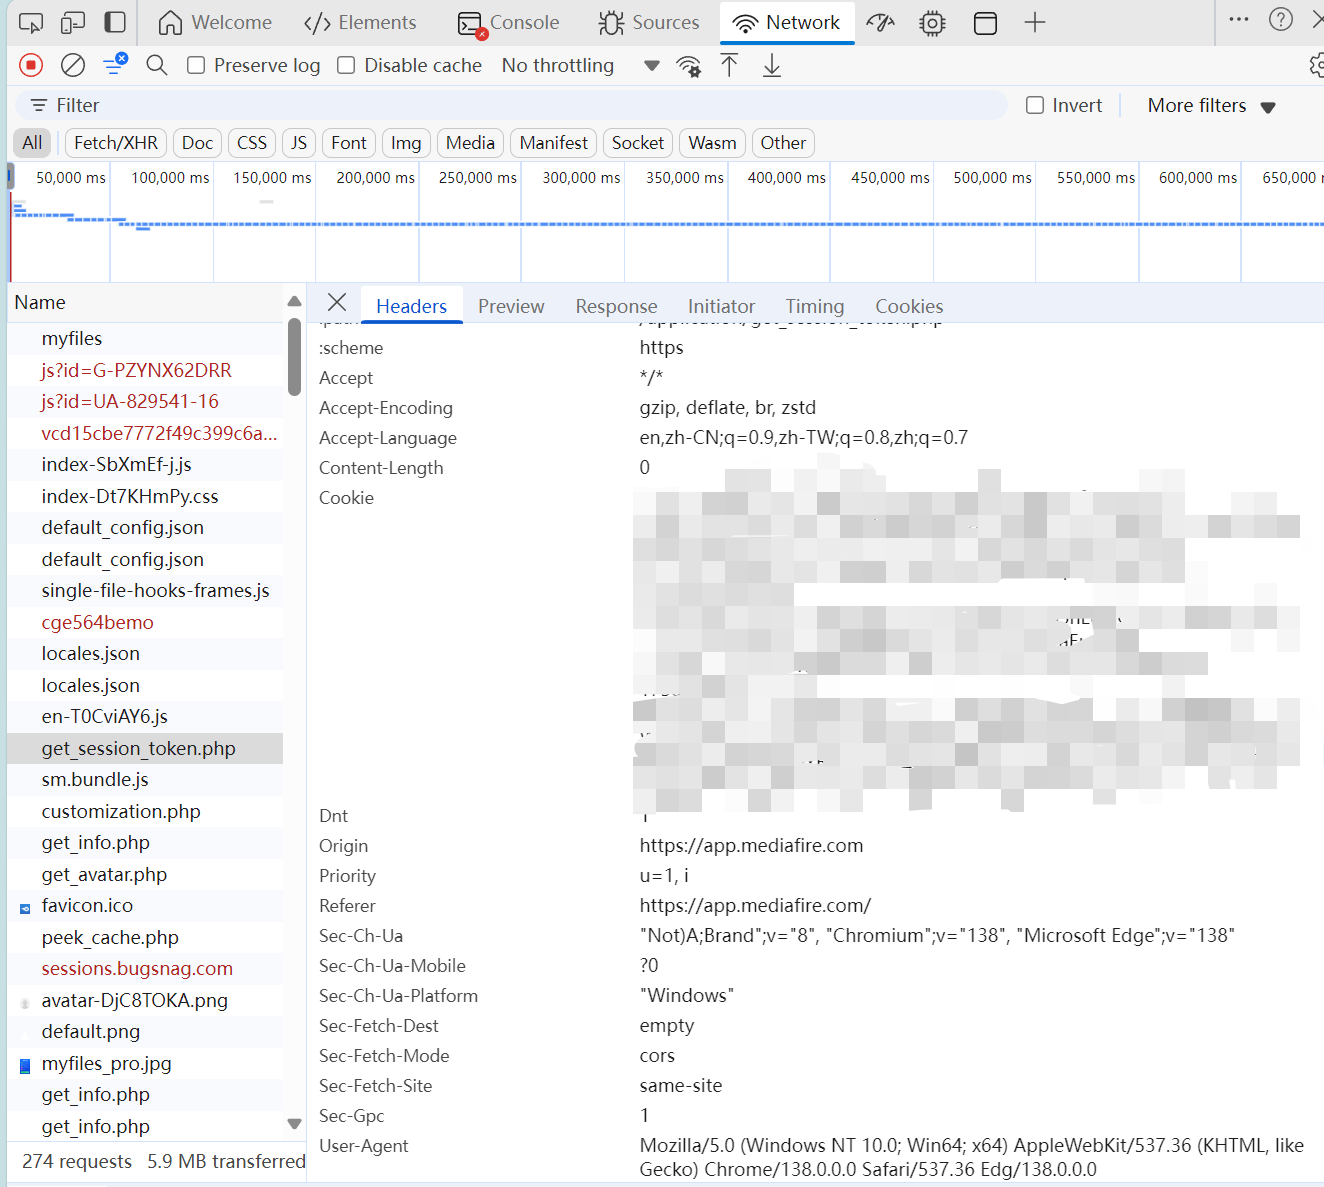 Welcome
Elements
Console
Sources
Network
Preserve log
Disable cache
No throttling
Filter
Invert
More filters
All
Fetch/XHR
Doc
CSS
JS
Font
Img
Media
Manifest
Socket
Wasm
Other
50,000 ms
100,000 ms
150,000 ms
200,000 ms
250,000 ms
300,000 ms
350,000 ms
400,000 ms
450,000 ms
500,000 ms
550,000 ms
600,000 ms
650,000
Name
myfiles
js?id=G-PZYNX62DRR
js?id=UA-829541-16
vcd15cbe7772f49c399c6a...
index-SbXmEf-j.js
index-Dt7KHmPy.css
default_config.json
default_config.json
single-file-hooks-frames.js
cge564bemo
locales.json
locales.json
en-T0CviAY6.js
get_session_token.php
sm.bundle.js
customization.php
get_info.php
get_avatar.php
favicon.ico
peek_cache.php
sessions.bugsnag.com
avatar-DjC8TOKA.png
default.png
myfiles_pro.jpg
get_info.php
get_info.php
274 requests 5.9 MB transferred
Headers
Preview
Response
Initiator
Timing
Cookies
:path /application/get_session_token.php
:scheme https
Accept */*
Accept-Encoding gzip, deflate, br, zstd
Accept-Language en,zh-CN;q=0.9,zh-TW;q=0.8,zh;q=0.7
Content-Length 0
Cookie
Dnt 1
Origin https://app.mediafire.com
Priority u=1, i
Referer https://app.mediafire.com/
Sec-Ch-Ua "Not)A;Brand";v="8", "Chromium";v="138", "Microsoft Edge";v="138"
Sec-Ch-Ua-Mobile ?0
Sec-Ch-Ua-Platform "Windows"
Sec-Fetch-Dest empty
Sec-Fetch-Mode cors
Sec-Fetch-Site same-site
Sec-Gpc 1
User-Agent Mozilla/5.0 (Windows NT 10.0; Win64; x64) AppleWebKit/537.36 (KHTML, like
Gecko) Chrome/138.0.0.0 Safari/537.36 Edg/138.0.0.0